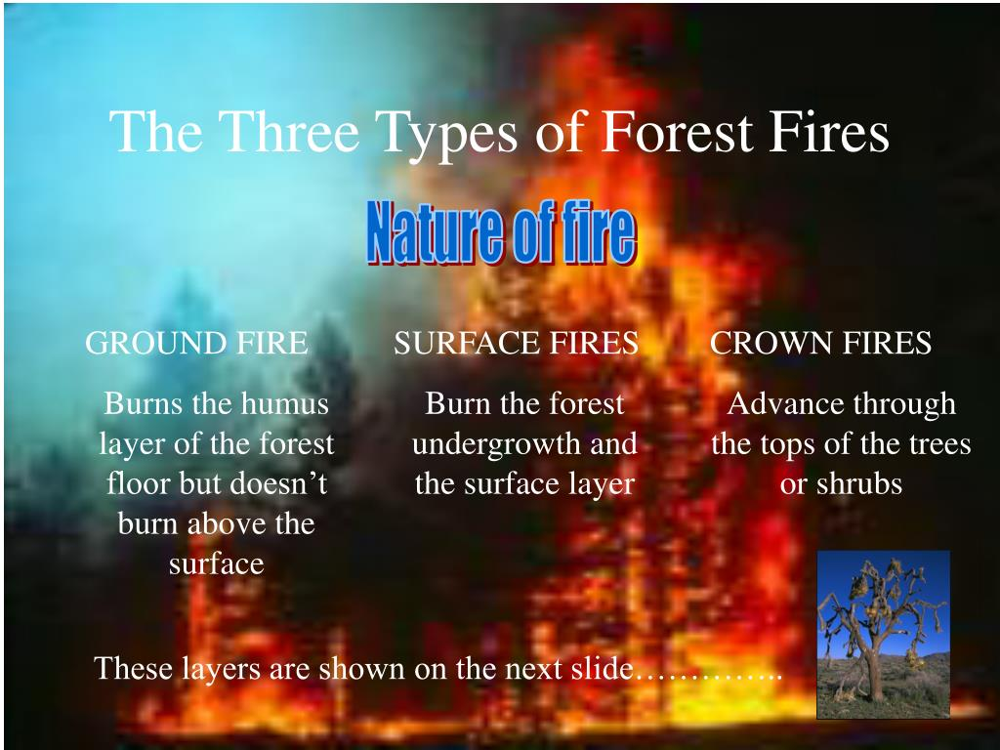 The Three Types of Forest Fires
Nature of fire
GROUND FIRE
Burns the humus
layer of the forest
floor but doesn’t
burn above the
surface
SURFACE FIRES
Burn the forest
undergrowth and
the surface layer
CROWN FIRES
Advance through
the tops of the trees
or shrubs
These layers are shown on the next slide…………..